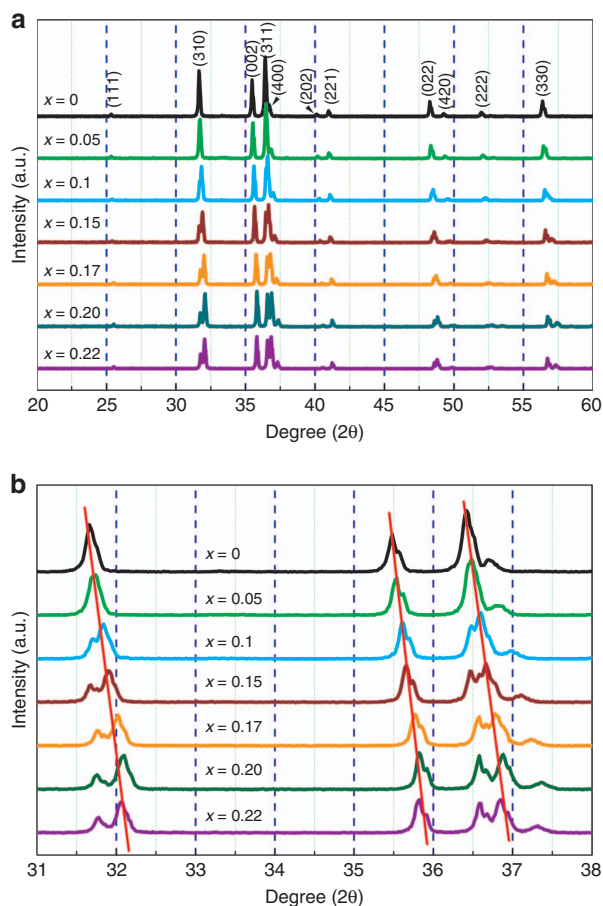 a
(111)
(310)
(002)
(311)
(400)
(202)
(221)
(022)
(420)
(222)
(330)
x = 0
x = 0.05
x = 0.1
x = 0.15
x = 0.17
x = 0.20
x = 0.22
Intensity (a.u.)
20 25 30 35 40 45 50 55 60
Degree (2θ)
b
x = 0
x = 0.05
x = 0.1
x = 0.15
x = 0.17
x = 0.20
x = 0.22
Intensity (a.u.)
31 32 33 34 35 36 37 38
Degree (2θ)